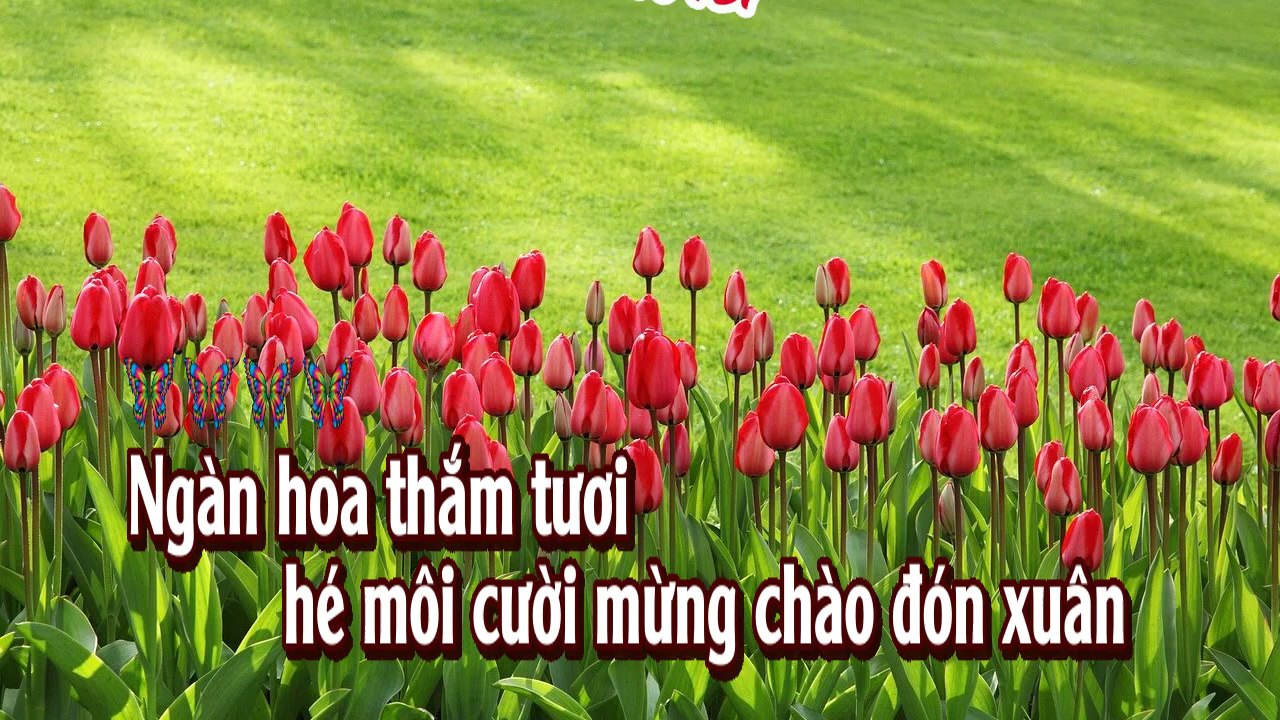 Ngàn hoa thắm tươi
hé môi cười mừng chào đón xuân